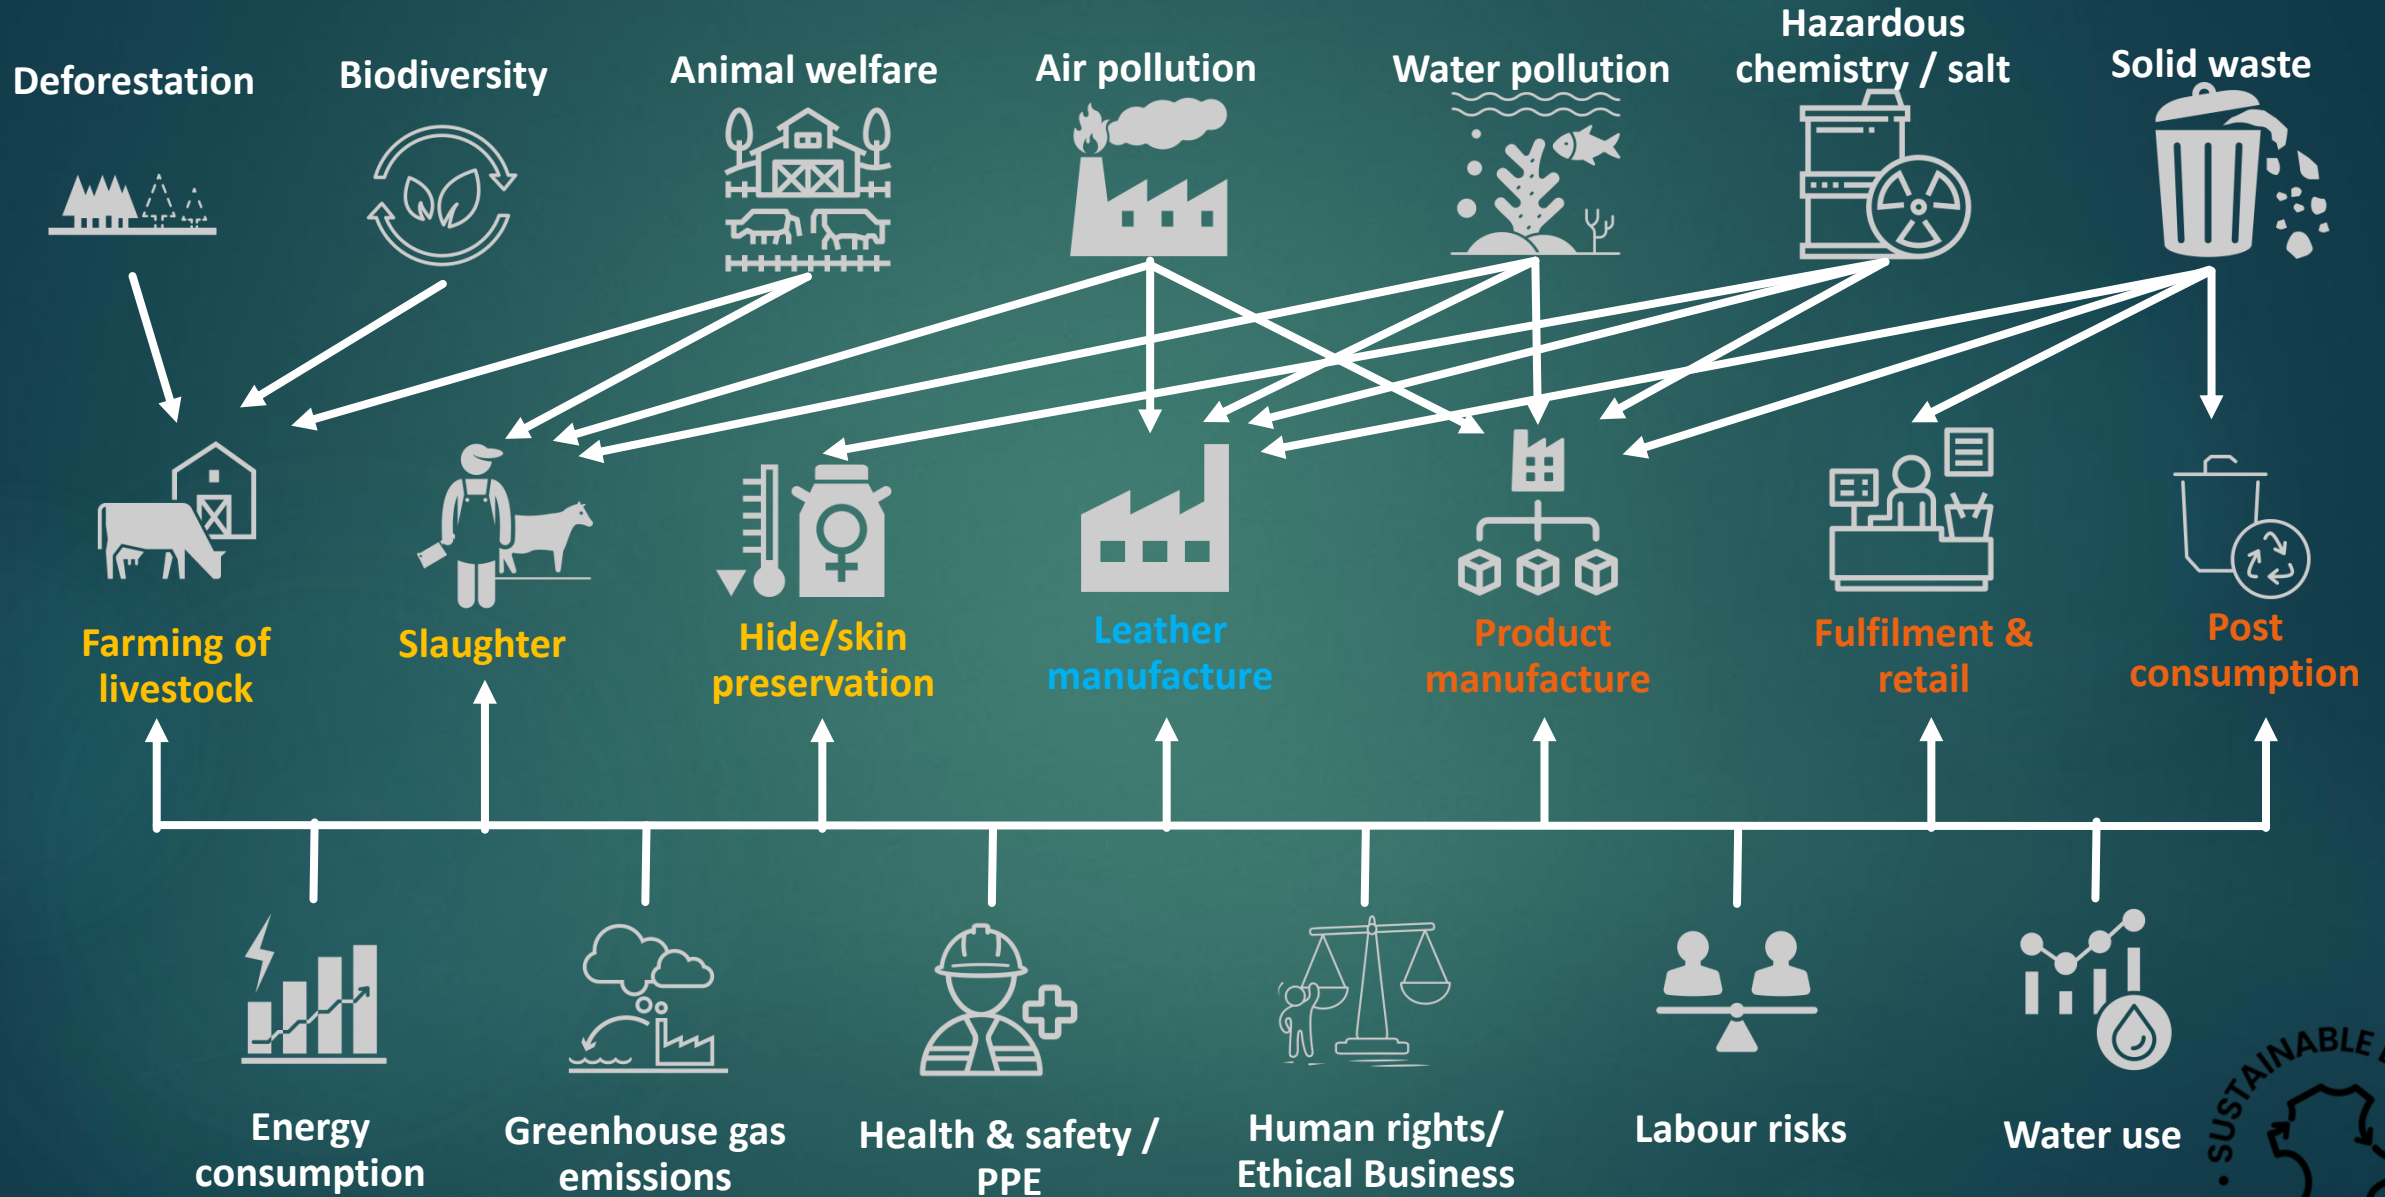 Deforestation
Biodiversity
Animal welfare
Air pollution
Water pollution
Hazardous
chemistry / salt
Solid waste
Farming of
livestock
Slaughter
Hide/skin
preservation
Leather
manufacture
Product
manufacture
Fulfilment &
retail
Post
consumption
Energy
consumption
Greenhouse gas
emissions
Health & safety /
PPE
Human rights/
Ethical Business
Labour risks
Water use
• SUSTAINABLE